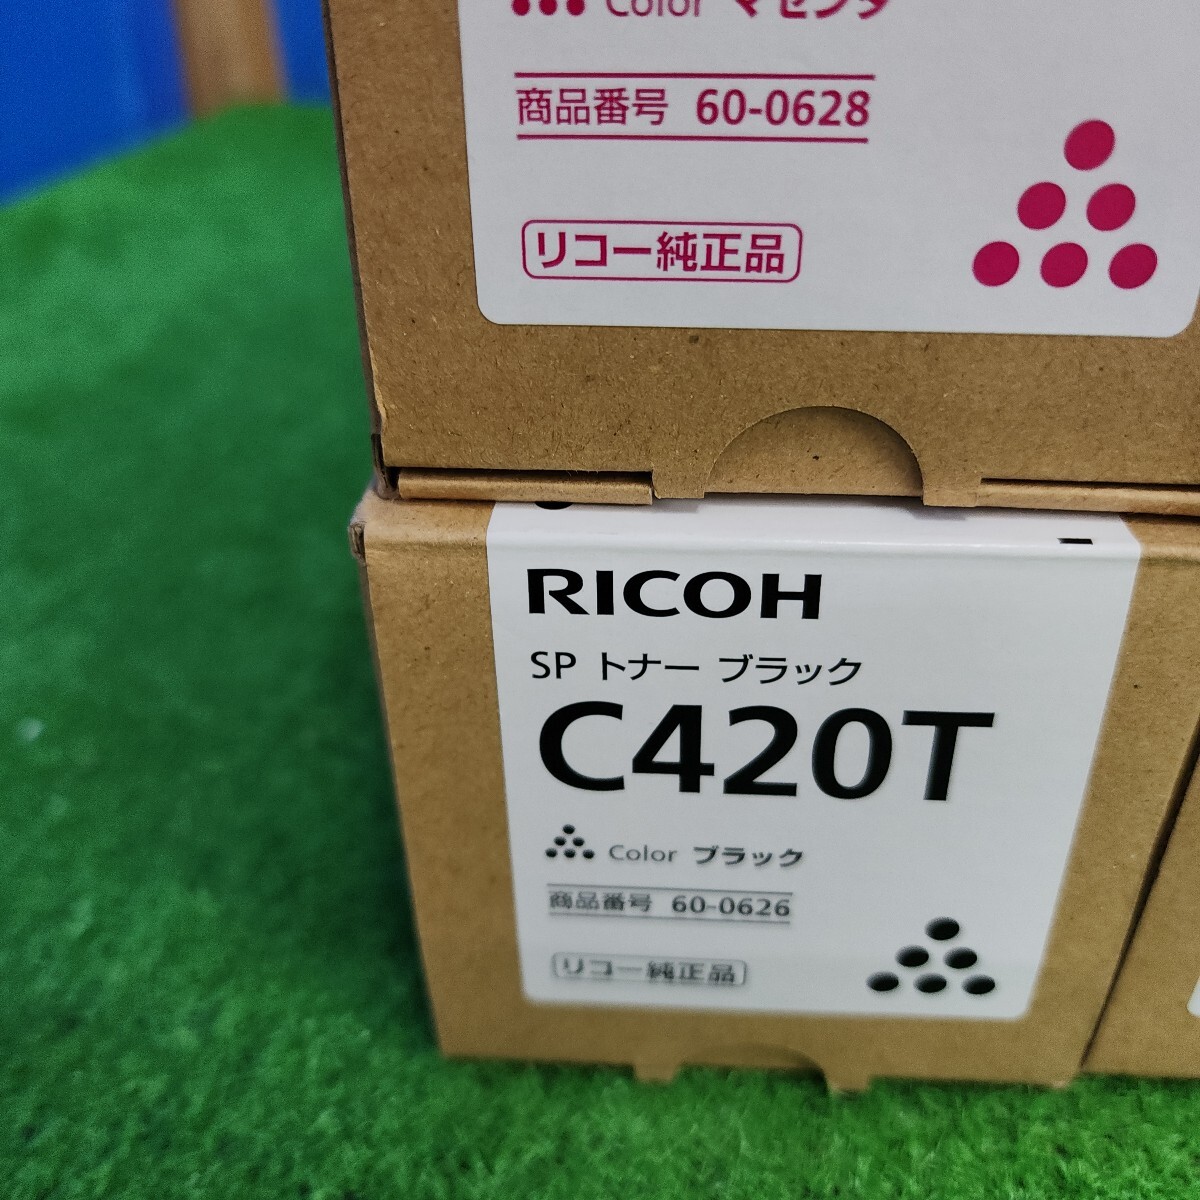 Color マゼンタ
商品番号 60-0628
リコー純正品
RICOH
SP トナー ブラック
C420T
Color ブラック
商品番号 60-0626
リコー純正品